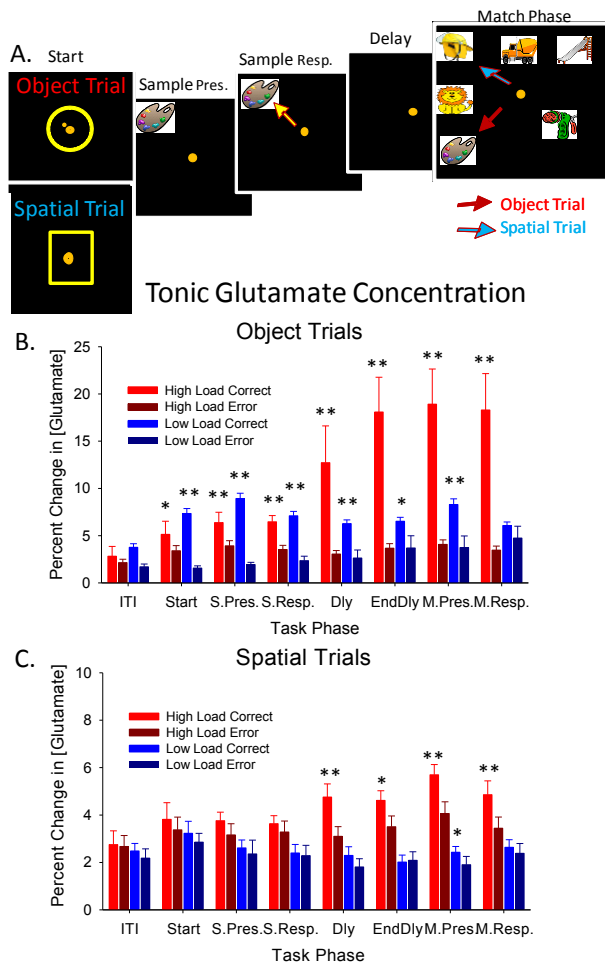 A.
Start
Object Trial
Spatial Trial
Sample Pres.
Sample Resp.
Delay
Match Phase
Object Trial
Spatial Trial
Tonic Glutamate Concentration
B.
Object Trials
Percent Change in [Glutamate]
25
20
15
10
5
0
High Load Correct
High Load Error
Low Load Correct
Low Load Error
* ** ** ** ** ** ** ** ** ** * ** ** **
ITI Start S.Pres. S.Resp. Dly EndDly M.Pres. M.Resp.
Task Phase
C.
Spatial Trials
Percent Change in [Glutamate]
10
8
6
4
2
0
High Load Correct
High Load Error
Low Load Correct
Low Load Error
** * ** * **
ITI Start S.Pres. S.Resp. Dly EndDly M.Pres. M.Resp.
Task Phase